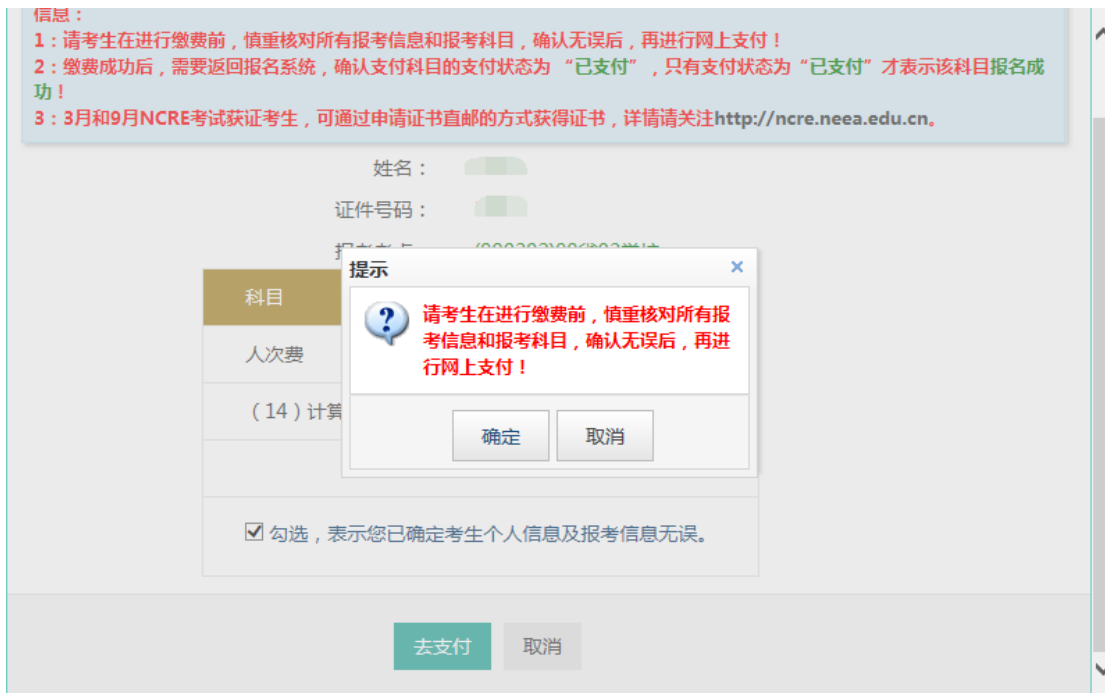 信息：
1：请考生在进行缴费前，慎重核对所有报考信息和报考科目，确认无误后，再进行网上支付！
2：缴费成功后，需要返回报名系统，确认支付科目的支付状态为 “已支付” ，只有支付状态为“已支付”才表示该科目报名成
功！
3：3月和9月NCRE考试获证考生，可通过申请证书直邮的方式获得证书，详情请关注http://ncre.neea.edu.cn。
姓名：
证件号码：
提示
科目
请考生在进行缴费前，慎重核对所有报
考信息和报考科目，确认无误后，再进
行网上支付！
人次费
（14）计算
确定 取消
勾选，表示您已确定考生个人信息及报考信息无误。
去支付 取消